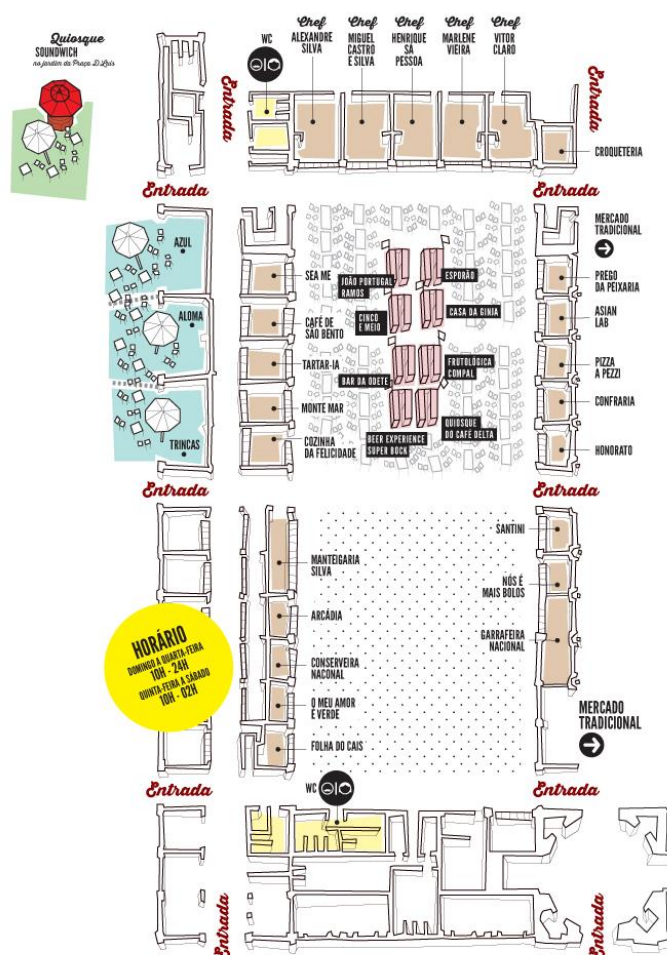 Quiosque
SOUNDWICH
no jardim da Praça D.Luis
WC
Chef
ALEXANDRE
SILVA
Chef
MIGUEL
CASTRO
E SILVA
Chef
HENRIQUE
SÁ
PESSOA
Chef
MARLENE
VIEIRA
Chef
VITOR
CLARO
Entrada
Entrada
CROQUETERIA
Entrada
Entrada
MERCADO
TRADICIONAL
AZUL
ALOMA
TRINCAS
SEA ME
CAFÉ DE
SÃO BENTO
TARTAR-IA
MONTE MAR
COZINHA
DA FELICIDADE
JOÃO PORTUGAL
RAMOS
ESPORÃO
CINCO
E MEIO
CASA DA GINJA
FRUTOLÓGICA
COMPAL
BAR DA ODETE
QUIOSQUE
DO CAFÉ DELTA
BEER EXPERIENCE
SUPER BOCK
PREGO
DA PEIXARIA
ASIAN
LAB
PIZZA
A PEZZI
CONFRARIA
HONORATO
Entrada
Entrada
MANTEIGARIA
SILVA
ARCÁDIA
CONSERVEIRA
NACONAL
O MEU AMOR
É VERDE
FOLHA DO CAIS
SANTINI
NÓS É
MAIS BOLOS
GARRAFEIRA
NACIONAL
HORÁRIO
DOMINGO A QUARTA-FEIRA
10H - 24H
QUINTA-FEIRA A SÁBADO
10H - 02H
MERCADO
TRADICIONAL
WC
Entrada
Entrada
Entrada
Entrada